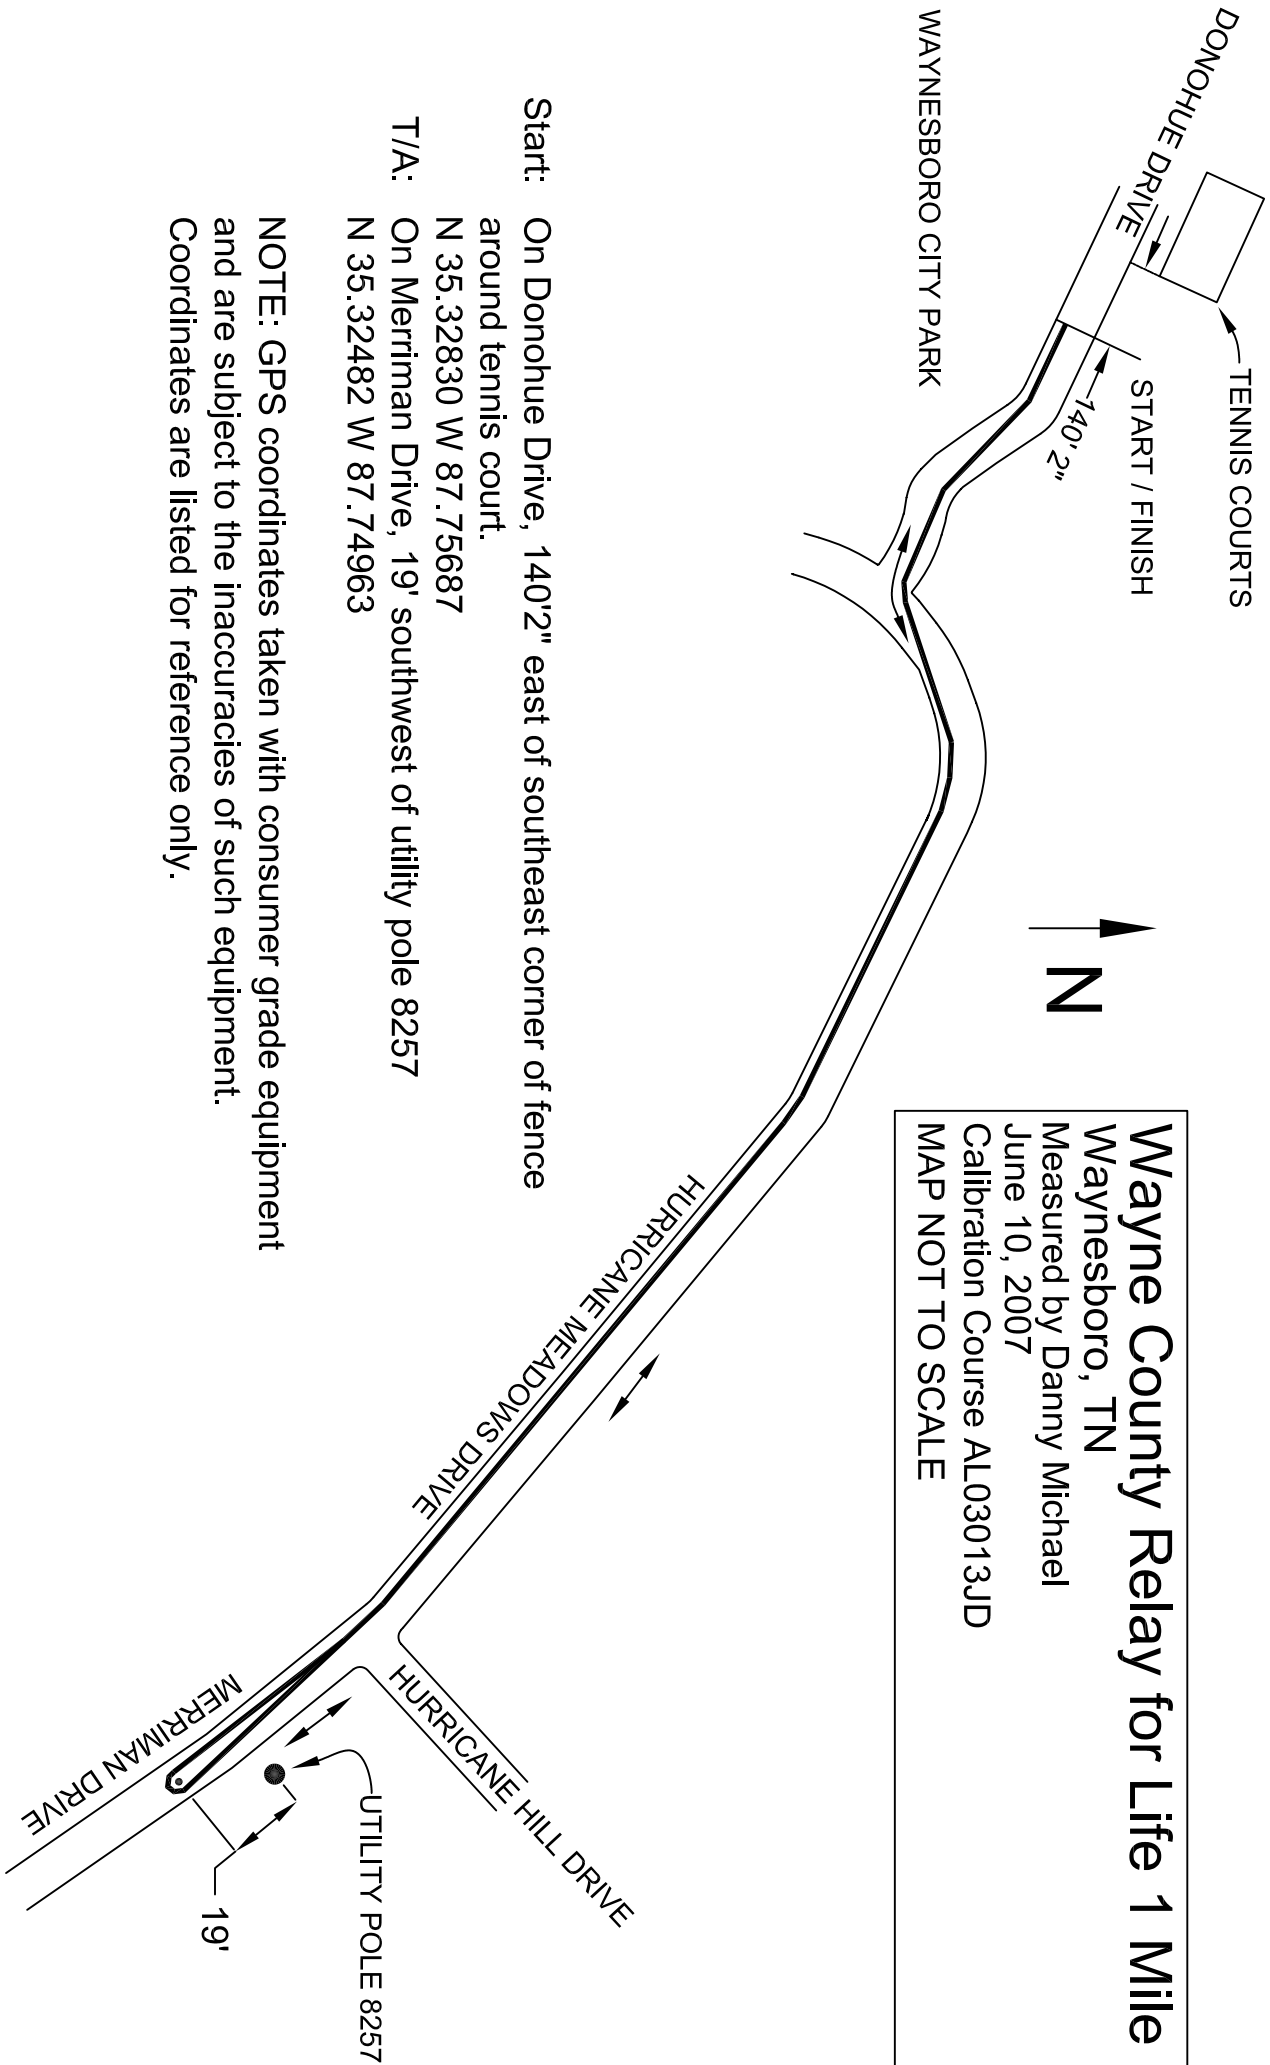 Wayne County Relay for Life 1 Mile
Waynesboro, TN
Measured by Danny Michael
June 10, 2007
Calibration Course AL03013JD
MAP NOT TO SCALE
N
TENNIS COURTS
DONOHUE DRIVE
START / FINISH
140' 2"
WAYNESBORO CITY PARK
HURRICANE MEADOWS DRIVE
HURRICANE HILL DRIVE
UTILITY POLE 8257
MERRIMAN DRIVE
19'
Start: On Donohue Drive, 140'2" east of southeast corner of fence
around tennis court.
N 35.32830 W 87.75687
T/A: On Merriman Drive, 19' southwest of utility pole 8257
N 35.32482 W 87.74963
NOTE: GPS coordinates taken with consumer grade equipment
and are subject to the inaccuracies of such equipment.
Coordinates are listed for reference only.